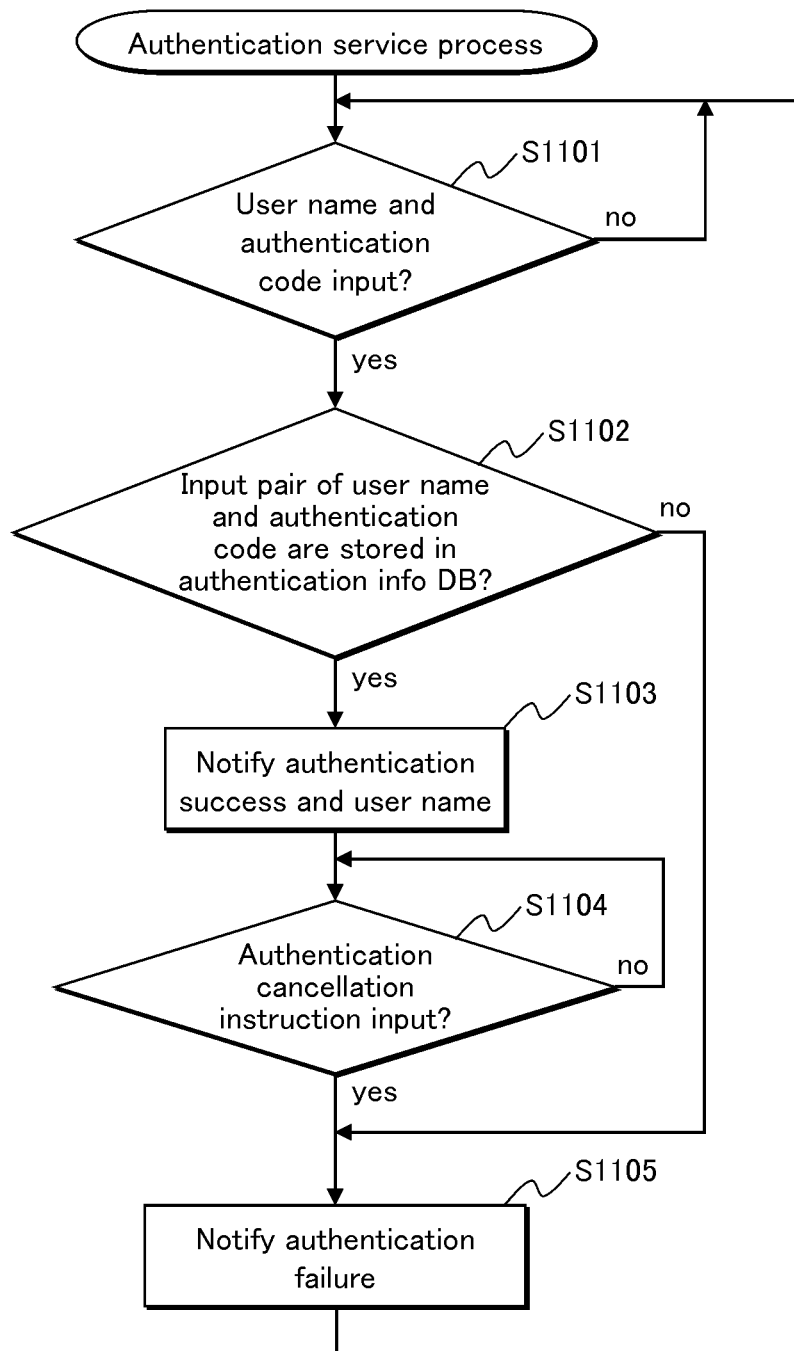 Authentication service process
S1101
User name and
authentication
code input?
no
yes
S1102
Input pair of user name
and authentication
code are stored in
authentication info DB?
no
yes
S1103
Notify authentication
success and user name
S1104
Authentication
cancellation
instruction input?
no
yes
S1105
Notify authentication
failure